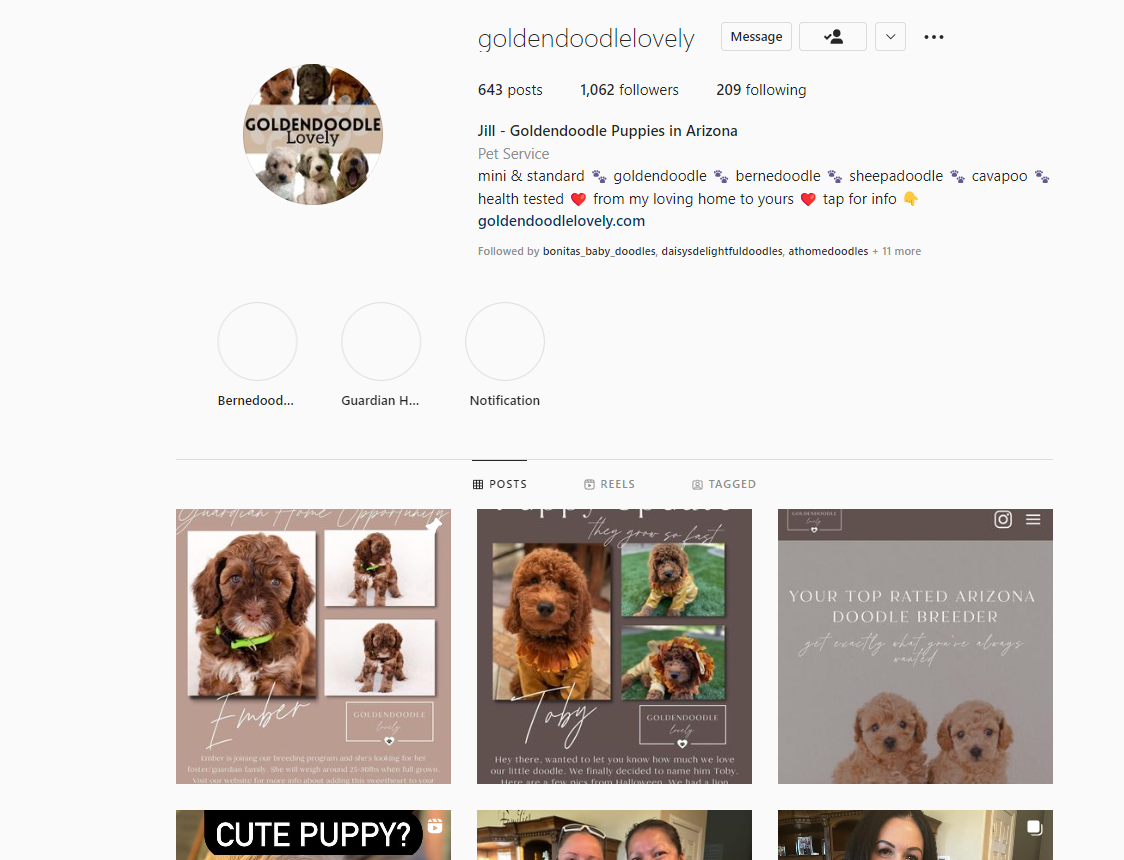 goldendoodlelovely
Message
643 posts
1,062 followers
209 following
GOLDENDOODLE
Lovely
Jill - Goldendoodle Puppies in Arizona
Pet Service
mini & standard 🐾 goldendoodle 🐾 bernedoodle 🐾 sheepadoodle 🐾 cavapoo 🐾
health tested ❤️ from my loving home to yours ❤️ tap for info 👇
goldendoodlelovely.com
Followed by bonitas_baby_doodles, daisysdelightfuldoodles, athomedoodles + 11 more
Bernedood...
Guardian H...
Notification
POSTS
REELS
TAGGED
Guardian Home Opportunity
Ember
GOLDENDOODLE
lovely
Ember is joining our breeding program and she's looking for her
foster/guardian family. She will weigh around 25-30lbs when full grown.
Visit our website for more info about adding this sweetheart to your
Puppy Update
they grow so fast
Toby
GOLDENDOODLE
lovely
Hey there, wanted to let you know how much we love
our little doodle. We finally decided to name him Toby.
Here are a few pics from Halloween. We had a lion
GOLDENDOODLE
lovely
YOUR TOP RATED ARIZONA
DOODLE BREEDER
get exactly what you've always
wanted
CUTE PUPPY?